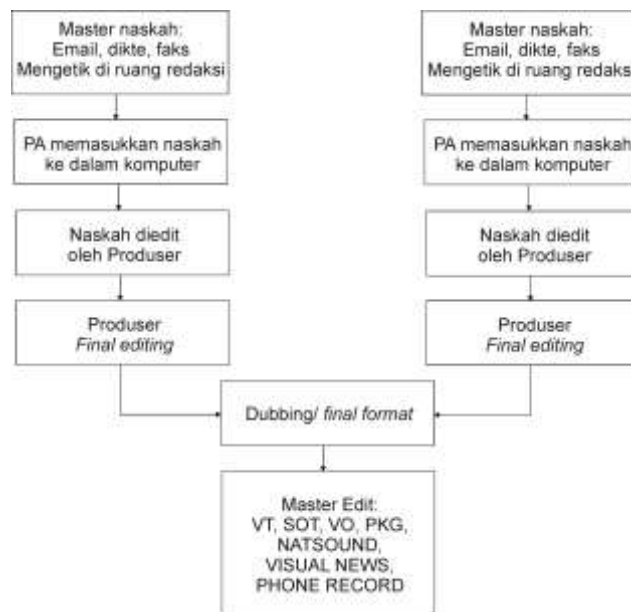 Master naskah:
Email, dikte, faks
Mengetik di ruang redaksi
PA memasukkan naskah
ke dalam komputer
Naskah diedit
oleh Produser
Produser
Final editing
Master naskah:
Email, dikte, faks
Mengetik di ruang redaks
PA memasukkan naskah
ke dalam komputer
Naskah diedit
oleh Produser
Produser
Final editing
Dubbing/ final format
Master Edit:
VT, SOT, VO, PKG,
NATSOUND,
VISUAL NEWS,
PHONE RECORD